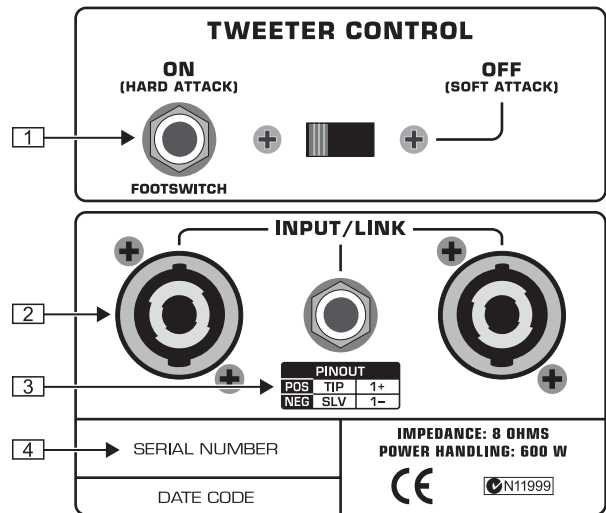 TWEETER CONTROL
ON
(HARD ATTACK)
OFF
(SOFT ATTACK)
1
FOOTSWITCH
INPUT/LINK
2
3
PINOUT
POS TIP 1+
NEG SLV 1–
4
SERIAL NUMBER
DATE CODE
IMPEDANCE: 8 OHMS
POWER HANDLING: 600 W
CE
N11999